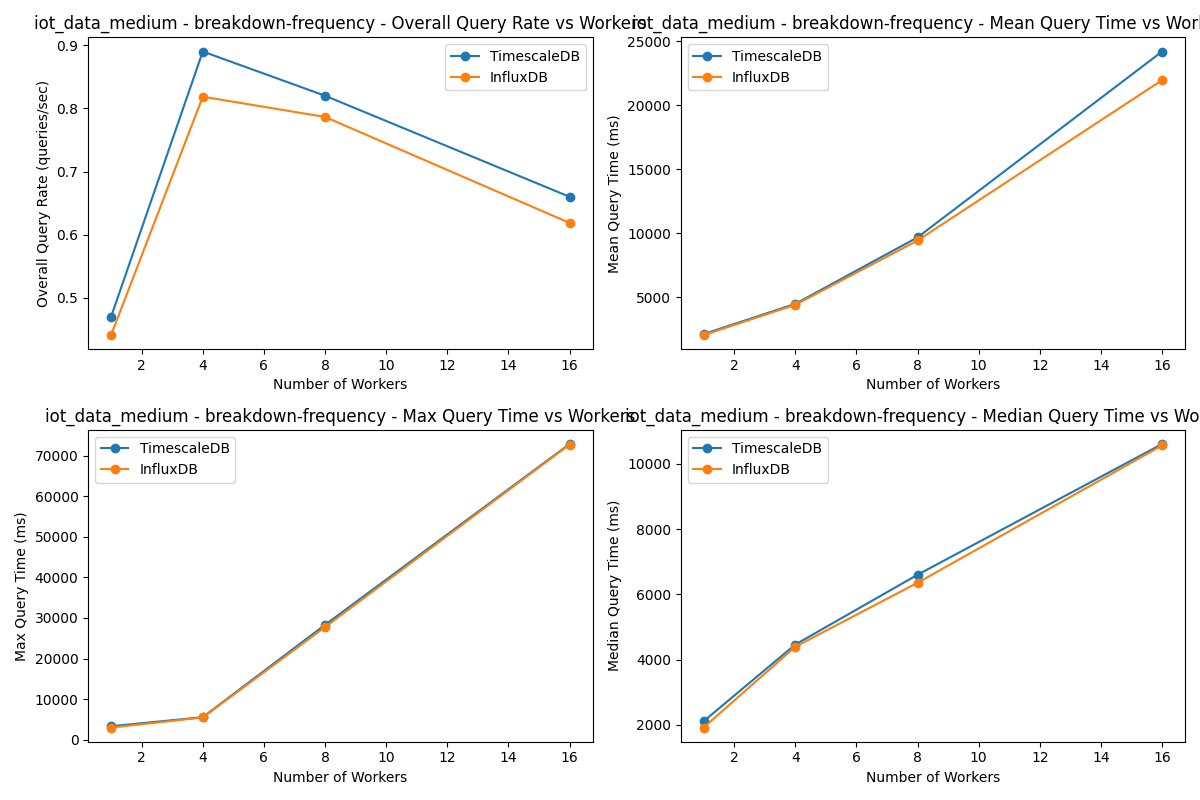 iot_data_medium - breakdown-frequency - Overall Query Rate vs Workers
0.9
0.8
0.7
0.6
0.5
Overall Query Rate (queries/sec)
TimescaleDB
InfluxDB
2
4
6
8
10
12
14
16
Number of Workers
iot_data_medium - breakdown-frequency - Mean Query Time vs Wor
25000
20000
15000
10000
5000
Mean Query Time (ms)
TimescaleDB
InfluxDB
2
4
6
8
10
12
14
16
Number of Workers
iot_data_medium - breakdown-frequency - Max Query Time vs Workers
70000
60000
50000
40000
30000
20000
10000
0
Max Query Time (ms)
TimescaleDB
InfluxDB
2
4
6
8
10
12
14
16
Number of Workers
iot_data_medium - breakdown-frequency - Median Query Time vs Wo
10000
8000
6000
4000
2000
Median Query Time (ms)
TimescaleDB
InfluxDB
2
4
6
8
10
12
14
16
Number of Workers